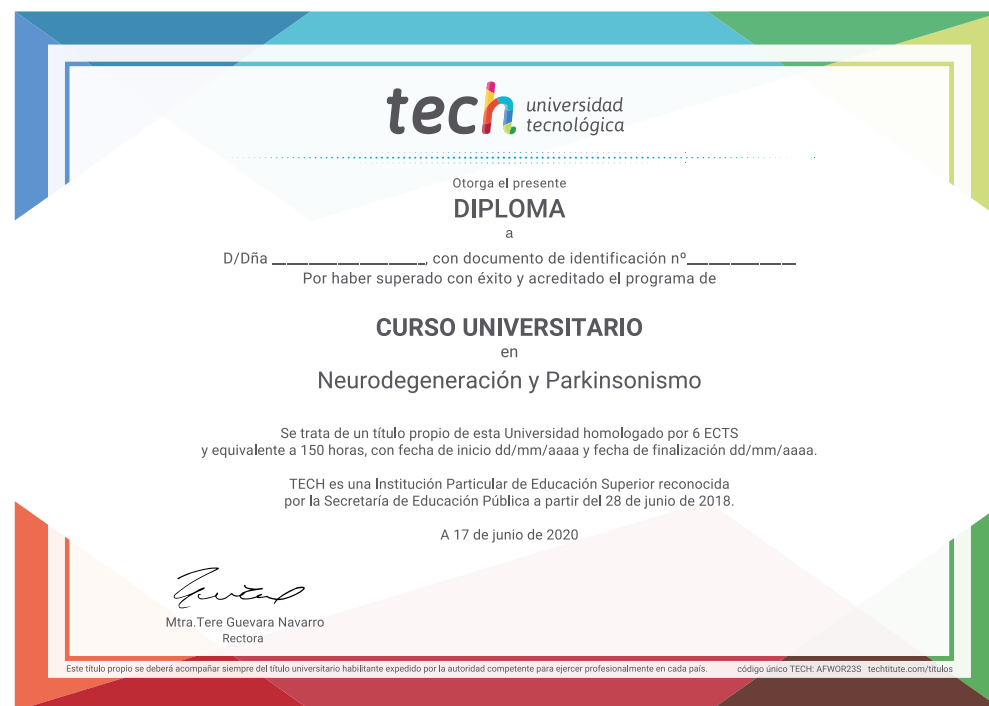 tech universidad
tecnológica
Otorga el presente
DIPLOMA
a
D/Dña ____________________, con documento de identificación nº______________
Por haber superado con éxito y acreditado el programa de
CURSO UNIVERSITARIO
en
Neurodegeneración y Parkinsonismo
Se trata de un título propio de esta Universidad homologado por 6 ECTS
y equivalente a 150 horas, con fecha de inicio dd/mm/aaaa y fecha de finalización dd/mm/aaaa.
TECH es una Institución Particular de Educación Superior reconocida
por la Secretaría de Educación Pública a partir del 28 de junio de 2018.
A 17 de junio de 2020
Mtra.Tere Guevara Navarro
Rectora
Este título propio se deberá acompañar siempre del título universitario habilitante expedido por la autoridad competente para ejercer profesionalmente en cada país. código único TECH: AFWOR23S techtitute.com/titulos